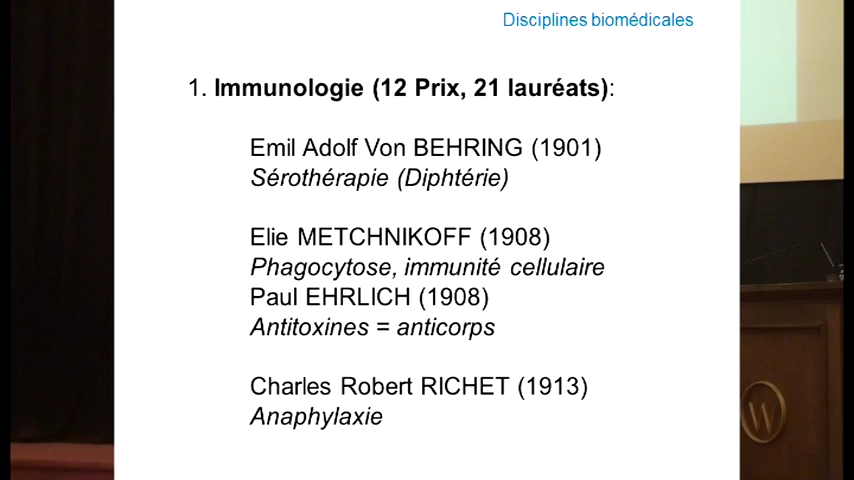 Disciplines biomédicales
1. Immunologie (12 Prix, 21 lauréats):
Emil Adolf Von BEHRING (1901)
Sérothérapie (Diphtérie)
Elie METCHNIKOFF (1908)
Phagocytose, immunité cellulaire
Paul EHRLICH (1908)
Antitoxines = anticorps
Charles Robert RICHET (1913)
Anaphylaxie
W